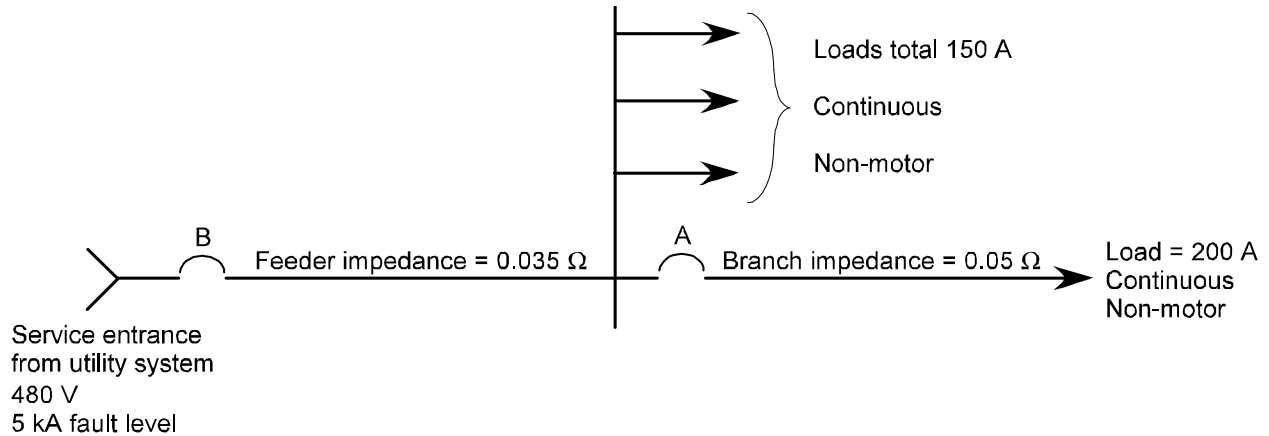 Loads total 150 A
Continuous
Non-motor
B
Feeder impedance = 0.035 Ω
A
Branch impedance = 0.05 Ω
Load = 200 A
Continuous
Non-motor
Service entrance
from utility system
480 V
5 kA fault level